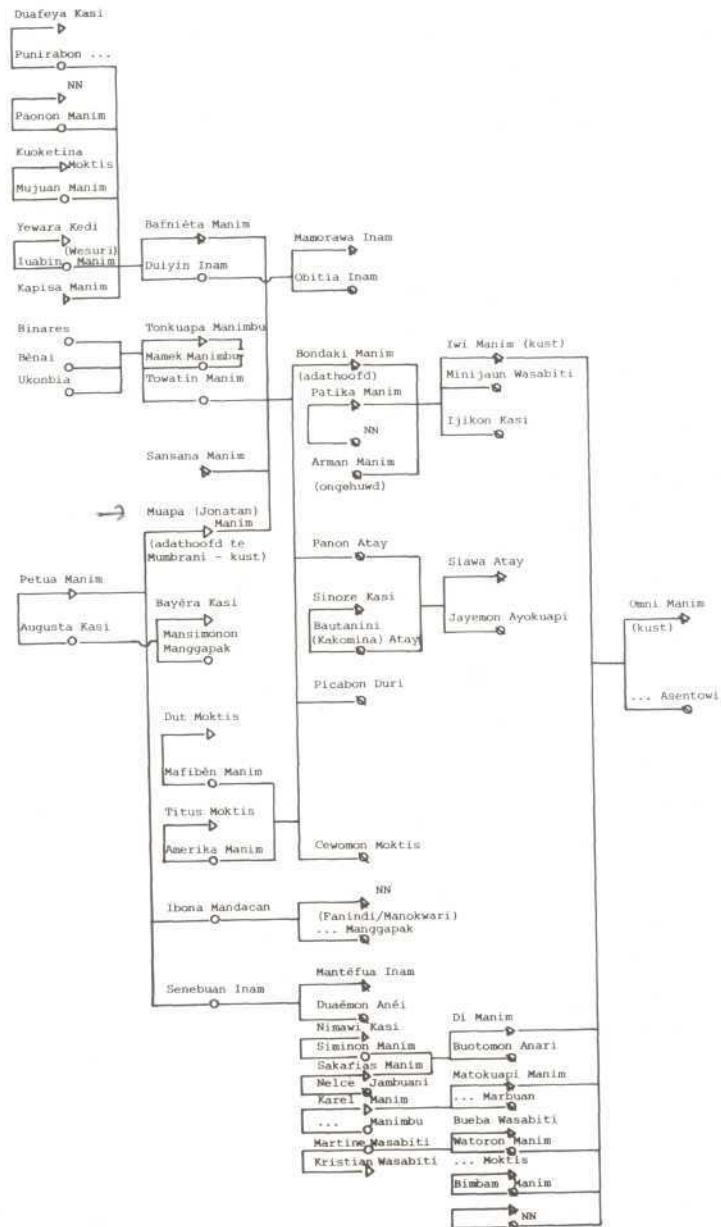 Duafeya Kasi
Punirabon ...
NN
Paonon Manim
Kuoketina
Moktis
Mujuan Manim
Yewara Kedi
(Wesuri)
Iuabin Manim
Kapisa Manim
Binares
Bènai
Ukonbia
Petua Manim
Augusta Kasi
Bafniéta Manim
Duiyin Inam
Tonkuapa Manimbu
Mamek Manimbu
Towatin Manim
Sansana Manim
Muapa (Jonatan)
Manim
(adathoofd te
Mumbrani - kust)
Bayèra Kasi
Mansimonon
Manggapak
Dut Moktis
Mafibèn Manim
Titus Moktis
Amerika Manim
Ibona Mandacan
Senebuan Inam
Mamorawa Inam
Obitia Inam
Bondaki Manim
(adathoofd)
Patika Manim
NN
Arman Manim
(ongehuwd)
Panon Atay
Sinore Kasi
Bautanini
(Kakomina) Atay
Picabon Duri
Cewomon Moktis
NN
(Fanindi/Manokwari)
... Manggapak
Mantéfua Inam
Duaémon Anéi
Nimawi Kasi
Siminon Manim
Sakarias Manim
Nelce Jambuani
Karel Manim
... Manimbu
Martine Wasabiti
Kristian Wasabiti
Iwi Manim (kust)
Minijaun Wasabiti
Ijikon Kasi
Siawa Atay
Jayemon Ayokuapi
Di Manim
Buotomon Anari
Matokuapi Manim
... Marbuan
Bueba Wasabiti
Watoron Manim
... Moktis
Bimbam Manim
NN
Omni Manim
(kust)
... Asentowi